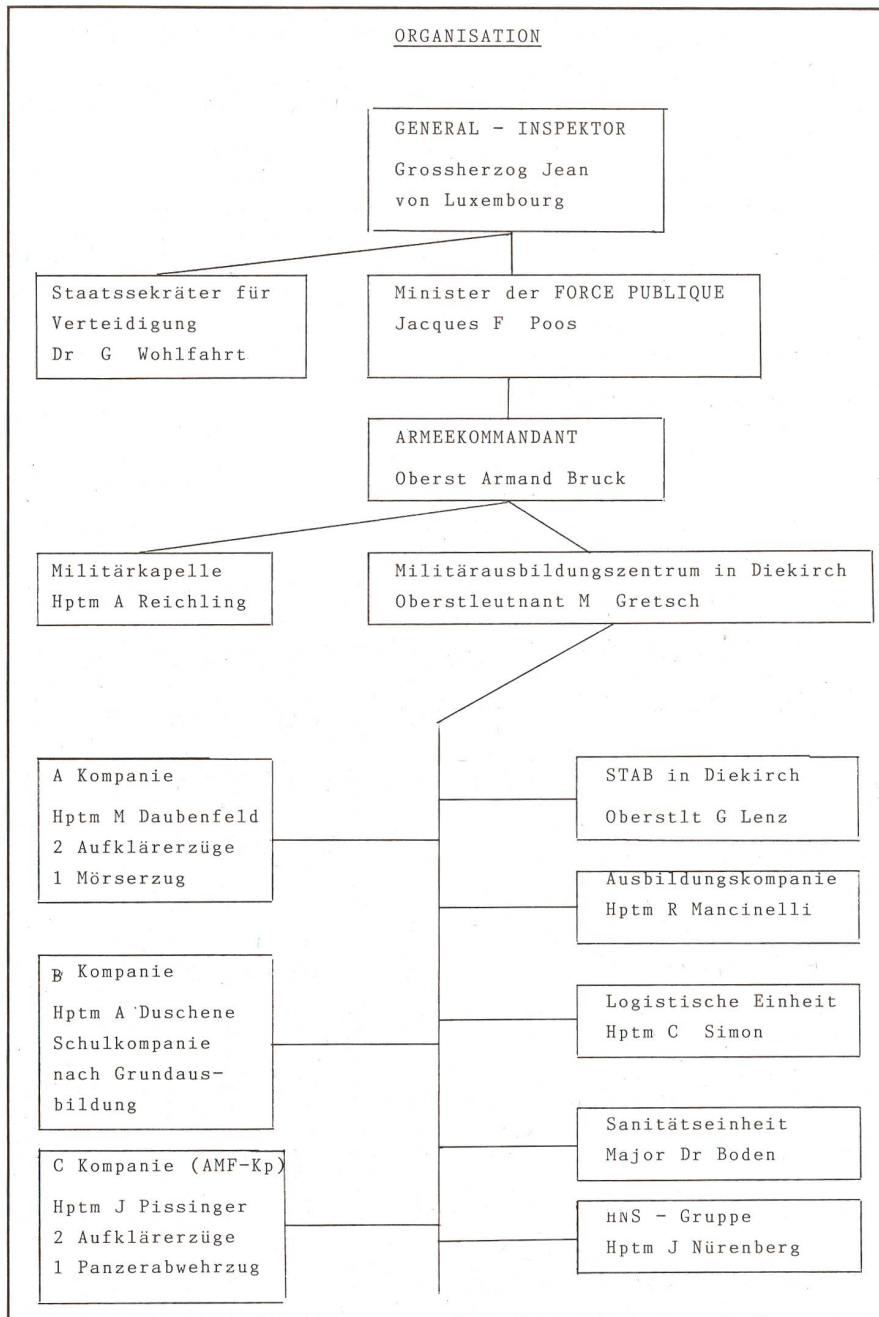 ORGANISATION
GENERAL - INSPEKTOR
Grossherzog Jean
von Luxembourg
Staatssekräter für
Verteidigung
Dr G Wohlfahrt
Minister der FORCE PUBLIQUE
Jacques F Poos
ARMEEKOMMANDANT
Oberst Armand Bruck
Militärkapelle
Hptm A Reichling
Militärausbildungszentrum in Diekirch
Oberstleutnant M Gretsch
A Kompanie
Hptm M Daubenfeld
2 Aufklärerzüge
1 Mörserzug
B Kompanie
Hptm A Duschene
Schulkompanie
nach Grundaus-
bildung
C Kompanie (AMF-Kp)
Hptm J Pissinger
2 Aufklärerzüge
1 Panzerabwehrzug
STAB in Diekirch
Oberstlt G Lenz
Ausbildungskompanie
Hptm R Mancinelli
Logistische Einheit
Hptm C Simon
Sanitätseinheit
Major Dr Boden
HNS - Gruppe
Hptm J Nürenberg